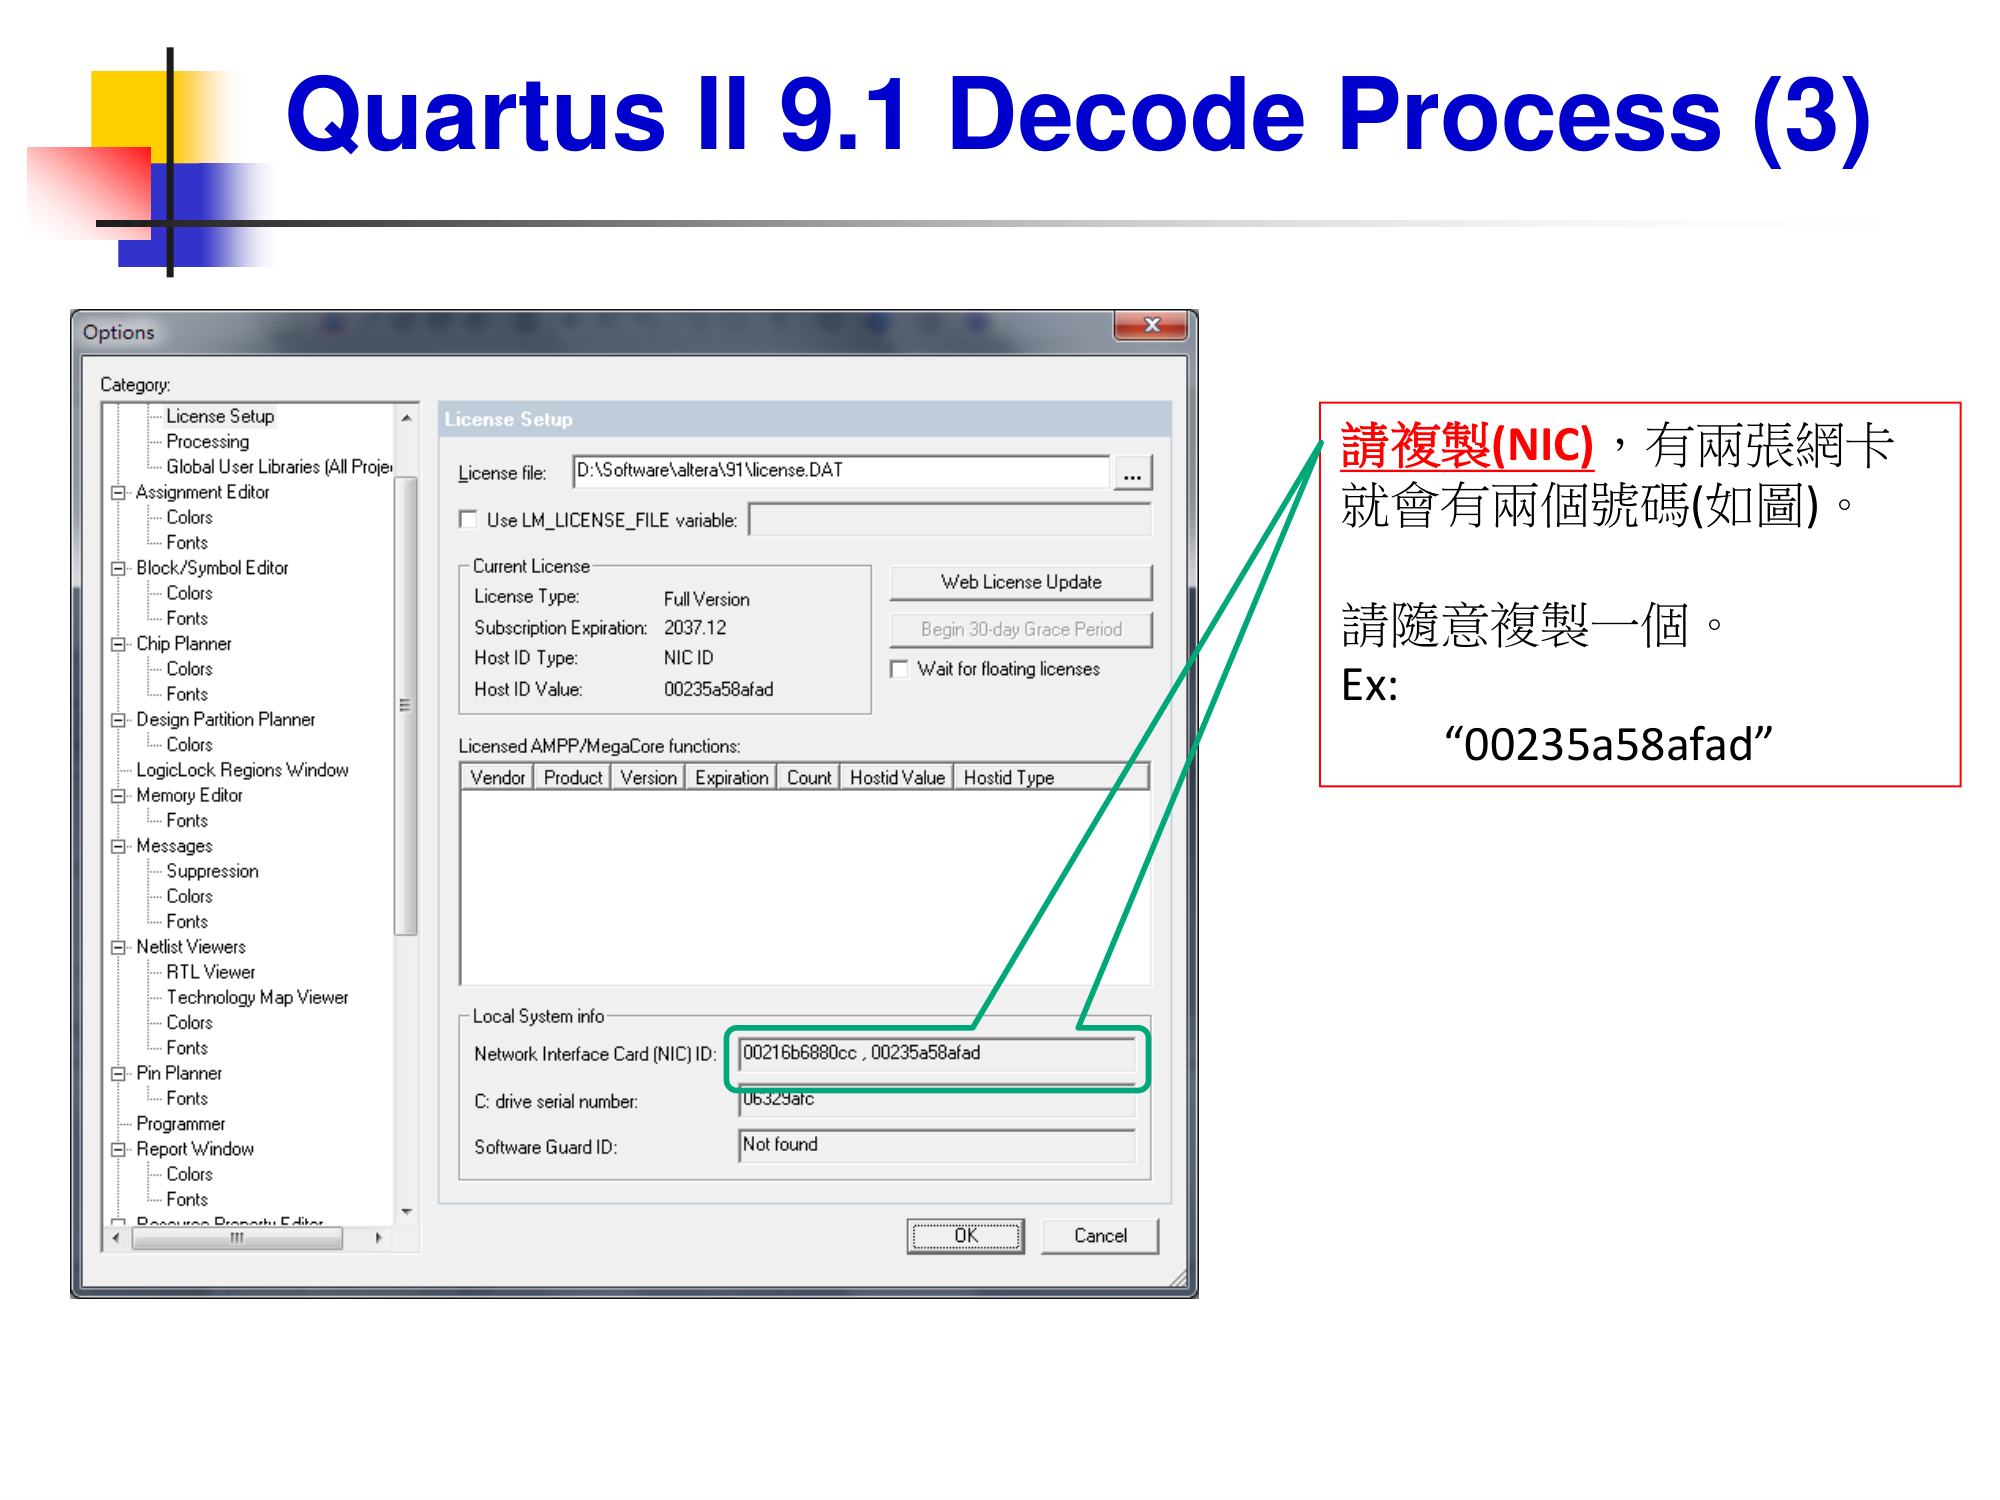 Quartus II 9.1 Decode Process (3)
Options
Category:
License Setup
Processing
Global User Libraries (All Proje
Assignment Editor
Colors
Fonts
Block/Symbol Editor
Colors
Fonts
Chip Planner
Colors
Fonts
Design Partition Planner
Colors
LogicLock Regions Window
Memory Editor
Fonts
Messages
Suppression
Colors
Fonts
Netlist Viewers
RTL Viewer
Technology Map Viewer
Colors
Fonts
Pin Planner
Fonts
Programmer
Report Window
Colors
Fonts
Resource Property Editor
License Setup
License file: D:\Software\altera\91\license.DAT ...
Use LM_LICENSE_FILE variable:
Current License
License Type: Full Version
Subscription Expiration: 2037.12
Host ID Type: NIC ID
Host ID Value: 00235a58afad
Web License Update
Begin 30-day Grace Period
Wait for floating licenses
Licensed AMPP/MegaCore functions:
Vendor Product Version Expiration Count Hostid Value Hostid Type
Local System info
Network Interface Card (NIC) ID: 00216b6880cc , 00235a58afad
C: drive serial number: 06329afc
Software Guard ID: Not found
OK Cancel
請複製(NIC)，有兩張網卡
就會有兩個號碼(如圖)。
請隨意複製一個。
Ex:
“00235a58afad”